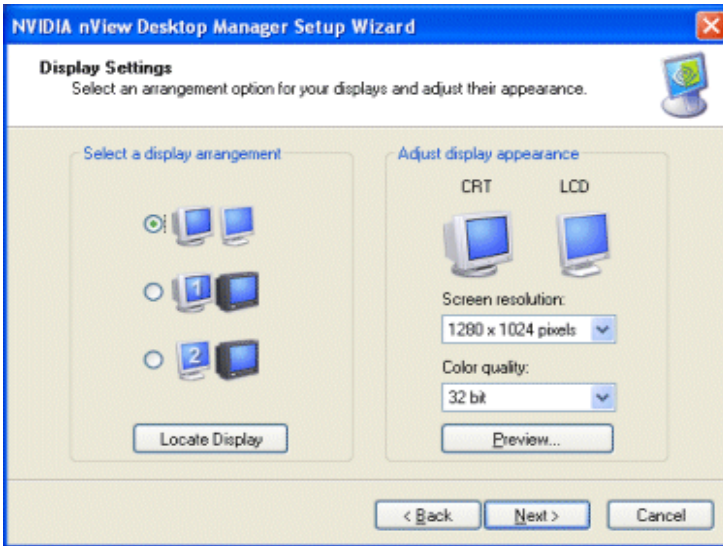 NVIDIA nView Desktop Manager Setup Wizard
Display Settings
Select an arrangement option for your displays and adjust their appearance.
Select a display arrangement
1
2
Locate Display
Adjust display appearance
CRT LCD
Screen resolution:
1280 x 1024 pixels
Color quality:
32 bit
Preview...
< Back Next > Cancel